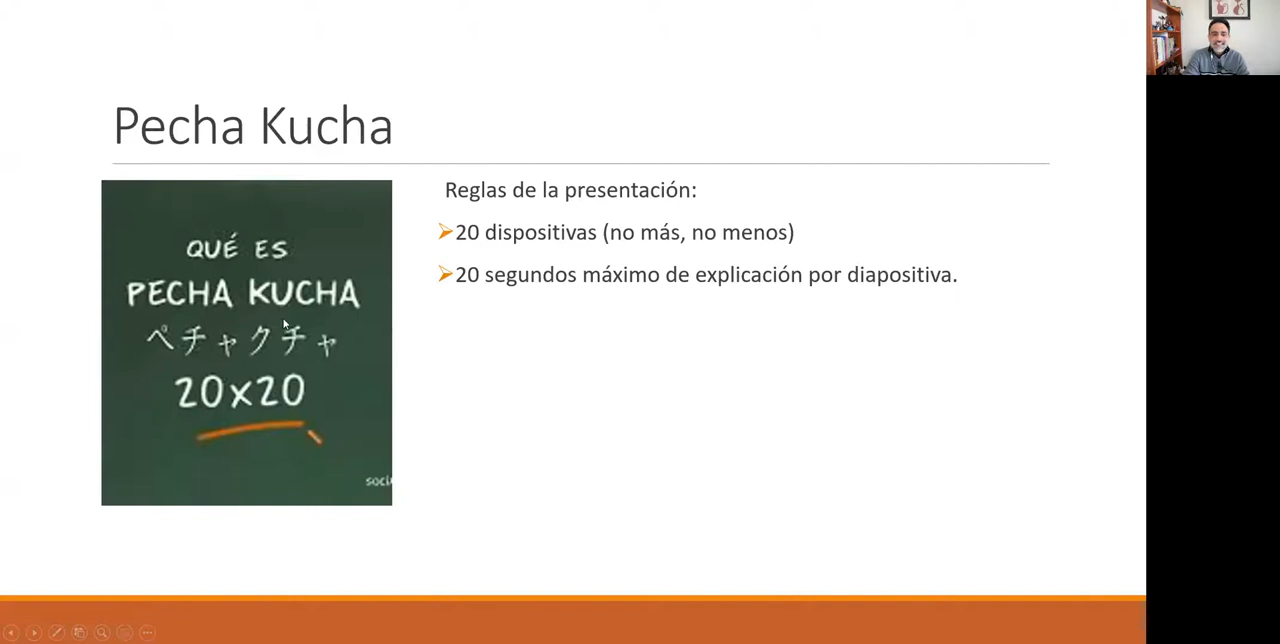 Pecha Kucha
QUÉ ES
PECHA KUCHA
ペチャクチャ
20x20
Reglas de la presentación:
20 dispositivas (no más, no menos)
20 segundos máximo de explicación por diapositiva.